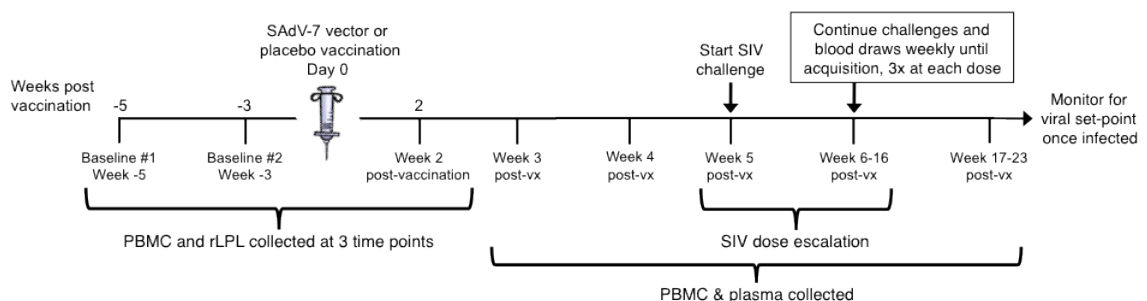 SAdV-7 vector or
placebo vaccination
Day 0
Continue challenges and
blood draws weekly until
acquisition, 3x at each dose
Start SIV
challenge
Weeks post
vaccination
-5
-3
2
Monitor for
viral set-point
once infected
Baseline #1
Week -5
Baseline #2
Week -3
Week 2
post-vaccination
Week 3
post-vx
Week 4
post-vx
Week 5
post-vx
Week 6-16
post-vx
Week 17-23
post-vx
PBMC and rLPL collected at 3 time points
SIV dose escalation
PBMC & plasma collected